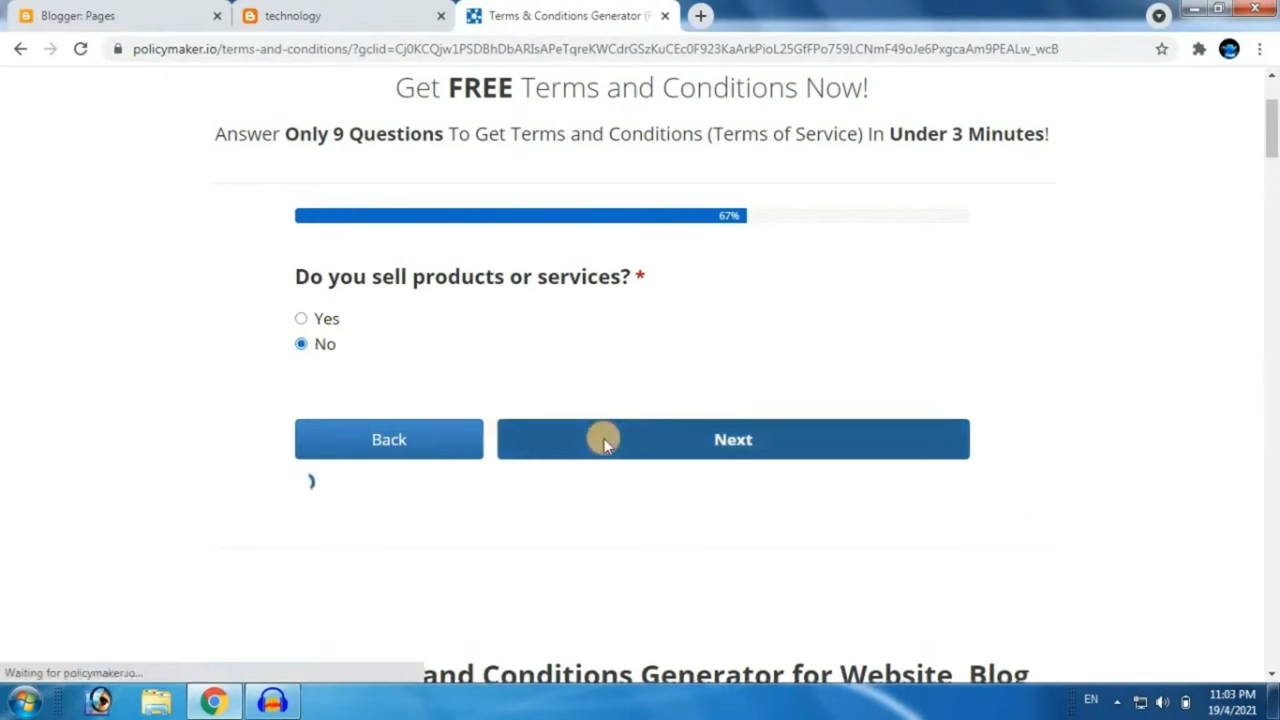 Blogger: Pages
technology
Terms & Conditions Generator (F
policymaker.io/terms-and-conditions/?gclid=Cj0KCQjw1PSDBhDbARIsAPeTqreKWCdrGSzKuCEc0F923KaArkPioL25GfFPo759LCNmF49oJe6PxgcaAm9PEALw_wcB
Get FREE Terms and Conditions Now!
Answer Only 9 Questions To Get Terms and Conditions (Terms of Service) In Under 3 Minutes!
67%
Do you sell products or services? *
Yes
No
Back
Next
and Conditions Generator for Website, Blog
Waiting for policymaker.io...
EN
11:03 PM
19/4/2021